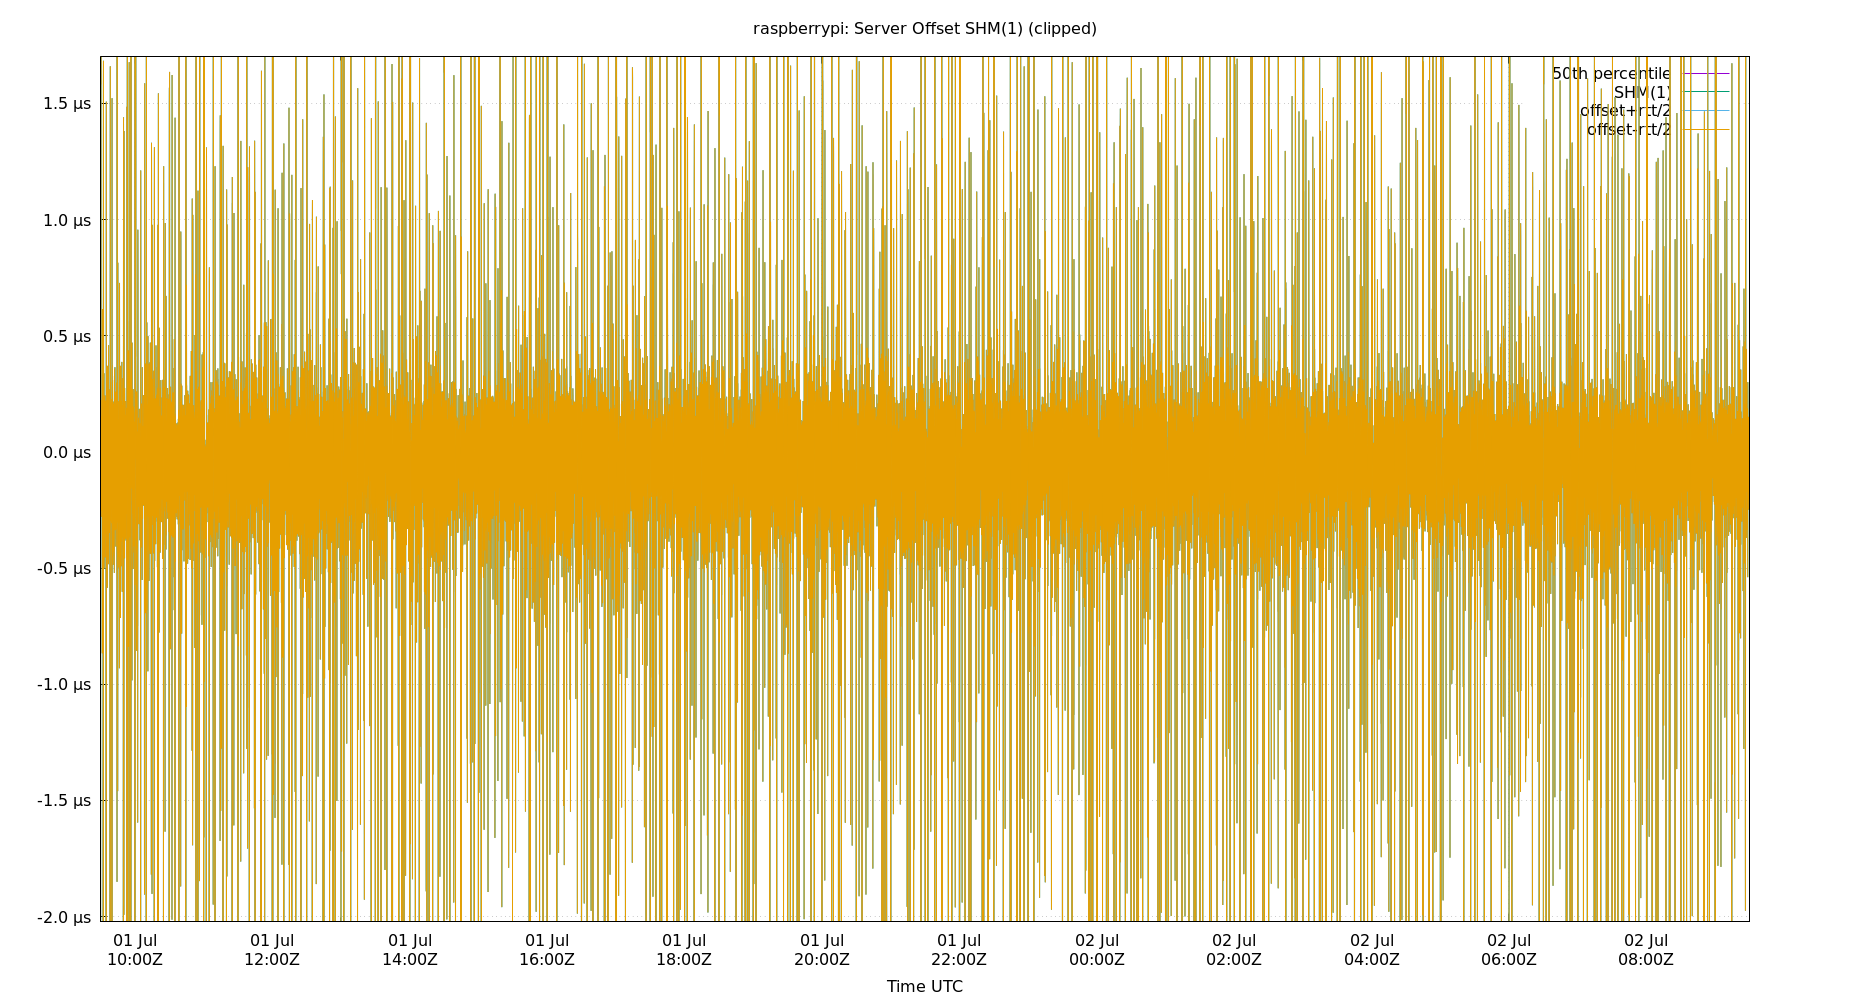 raspberrypi: Server Offset SHM(1) (clipped)
50th percentile
SHM(1)
offset+rtt/2
offset-rtt/2
1.5 µs
1.0 µs
0.5 µs
0.0 µs
-0.5 µs
-1.0 µs
-1.5 µs
-2.0 µs
01 Jul 01 Jul 01 Jul 01 Jul 01 Jul 01 Jul 01 Jul 02 Jul 02 Jul 02 Jul 02 Jul 02 Jul
10:00Z 12:00Z 14:00Z 16:00Z 18:00Z 20:00Z 22:00Z 00:00Z 02:00Z 04:00Z 06:00Z 08:00Z
Time UTC